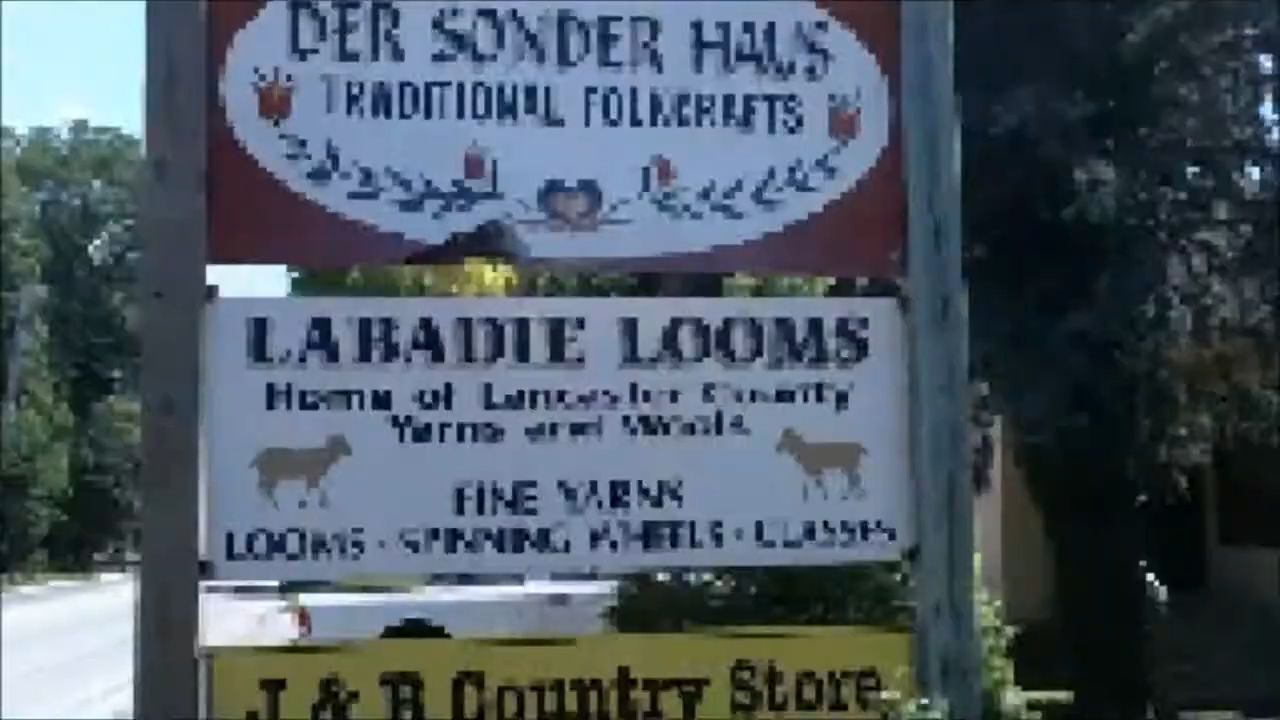 DER SONDER HAUS
TRADITIONAL FOLKCRAFTS
LABADIE LOOMS
Home of Lancaster County
Yarns and Wools
FINE YARNS
LOOMS · SPINNING WHEELS · CLASSES
J & B Country Store